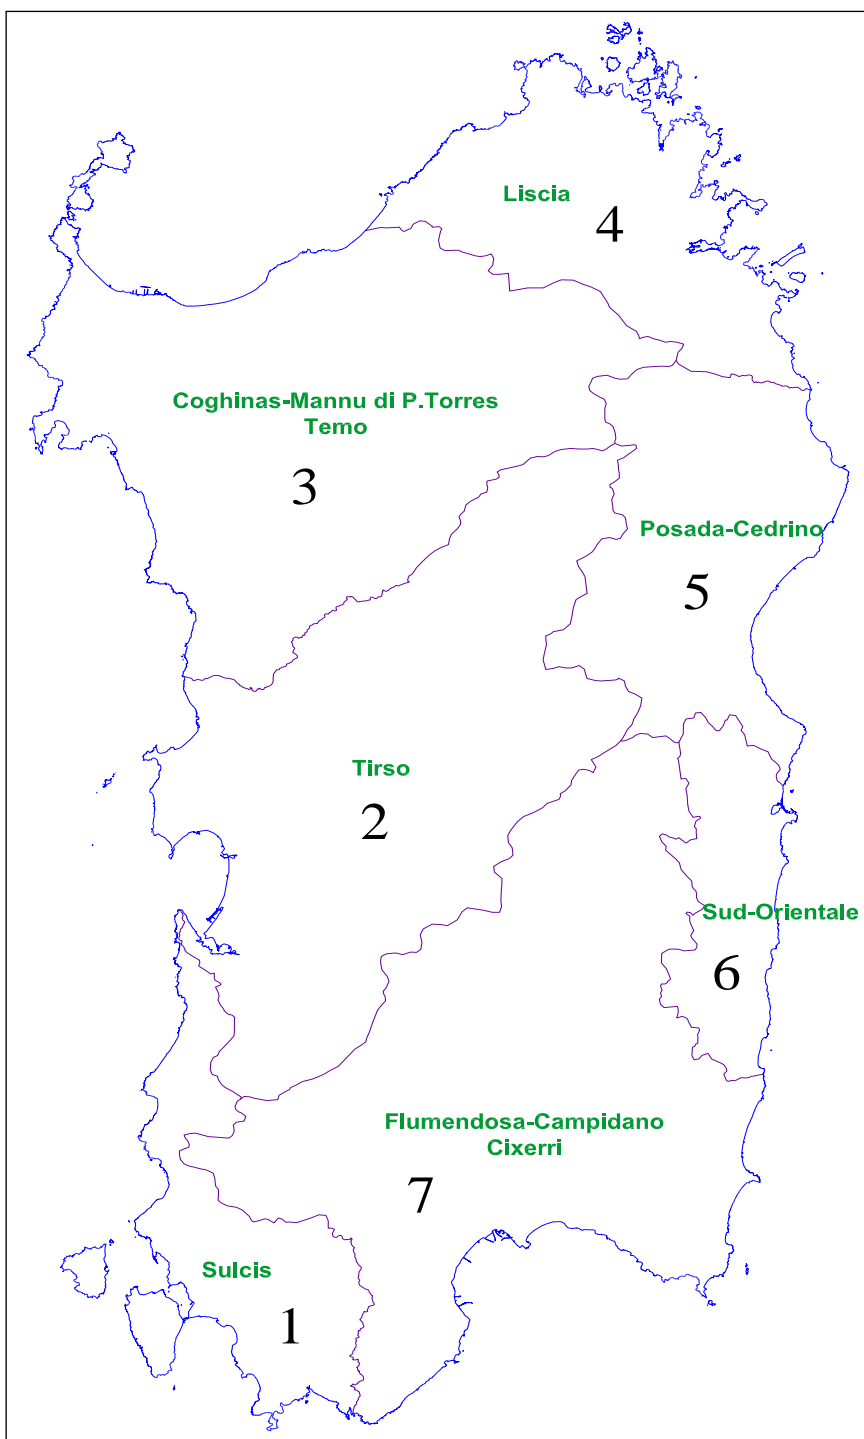 Liscia
4
Coghinas-Mannu di P.Torres
Temo
3
Posada-Cedrino
5
Tirso
2
Sud-Orientale
6
Flumendosa-Campidano
Cixerri
7
Sulcis
1